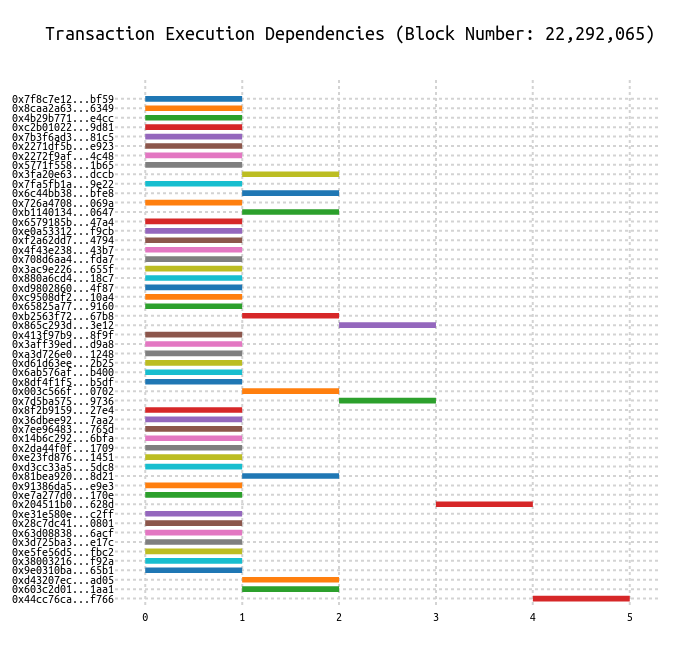 Transaction Execution Dependencies (Block Number: 22,292,065)
0x7f8c7e12...bf59
0x8caa2a63...6349
0x4b29b771...e4cc
0xc2b01022...9d81
0x7b3f6ad3...81c5
0x2271df5b...e923
0x2272f9af...4c48
0x5771f558...1b65
0x3fa20e63...dccb
0x7fa5fb1a...9e22
0x6c44bb38...bfe8
0x726a4708...069a
0xb1140134...0647
0x6579185b...47a4
0xe0a53312...f9cb
0xf2a62dd7...4794
0x4f43e238...43b7
0x708d6aa4...fda7
0x3ac9e226...655f
0x880a6cd4...18c7
0xd9802860...4f87
0xc9508df2...10a4
0x65825a77...9160
0xb2563f72...67b8
0x865c293d...3e12
0x413f97b9...8f9f
0x3aff39ed...d9a8
0xa3d726e0...1248
0xd61d63ee...2b25
0x6ab576af...b400
0x8df4f1f5...b5df
0x003c566f...0702
0x7d5ba575...9736
0x8f2b9159...27e4
0x36dbee92...7aa2
0x7ee96483...765d
0x14b6c292...6bfa
0x2da44f0f...1709
0xe23fd876...1451
0xd3cc33a5...5dc8
0x81bea920...8d21
0x91386da5...e9e3
0xe7a277d0...170e
0x204511b0...628d
0xe31e580e...c2ff
0x28c7dc41...0801
0x63d08838...6acf
0x3d725ba3...e17c
0xe5fe56d5...fbc2
0x38003216...f92a
0x9e0310ba...65b1
0xd43207ec...ad05
0x603c2d01...1aa1
0x44cc76ca...f766
0 1 2 3 4 5